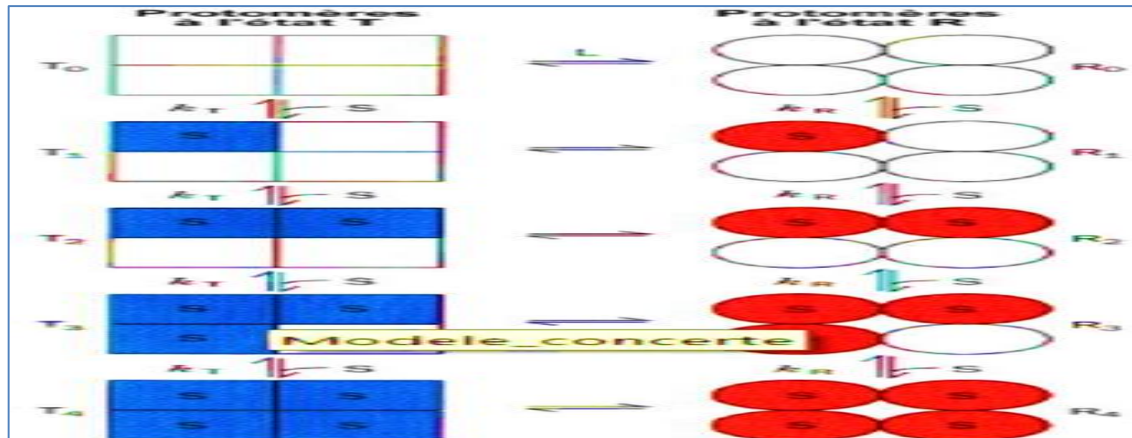 Protomères
à l'état T
Protomères
à l'état R
T₀
L
R₀
k T
S
k R
S
S
S
T₁
R₁
k T
S
k R
S
S S
S S
T₂
R₂
k T
S
k R
S
S S
S S
T₃
S
Modele_concerte
R₃
k T
S
k R
S
S S
S S
T₄
R₄
S S
S S